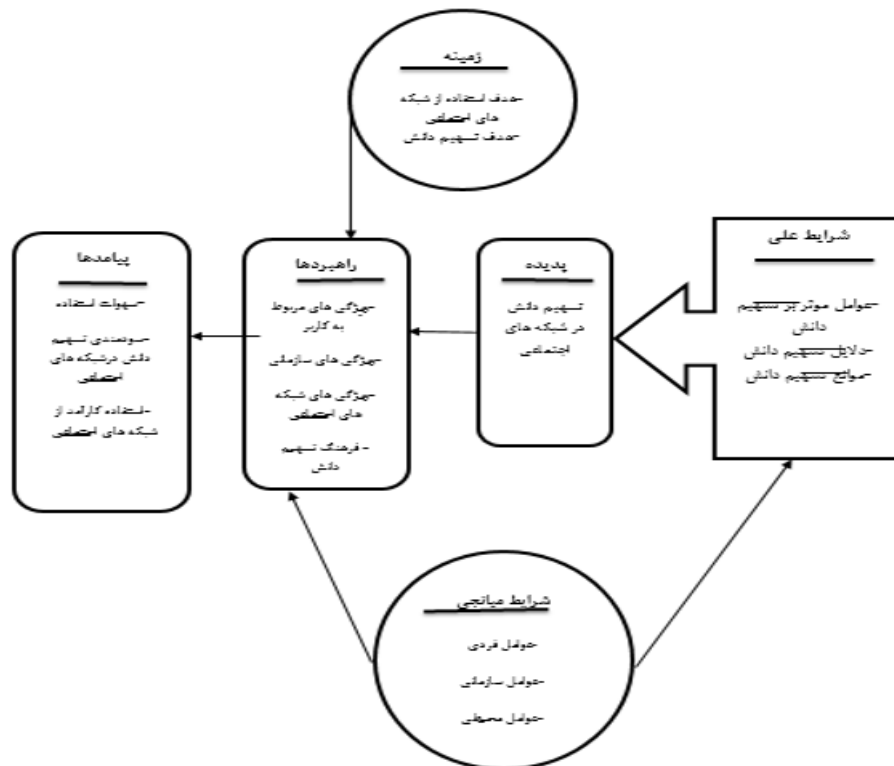 زمینه
-هدف استفاده از شبکه
های اجتماعی
-هدف تسهیم دانش
شرایط علی
-عوامل موثر بر تسهیم
دانش
-دلایل تسهیم دانش
-موانع تسهیم دانش
پدیده
تسهیم دانش
در شبکه های
اجتماعی
راهبردها
-ویژگی های مربوط
به کاربر
-ویژگی های سازمانی
-ویژگی های شبکه
های اجتماعی
- فرهنگ تسهیم
دانش
پیامدها
-سهولت استفاده
-سودمندی تسهیم
دانش درشبکه های
اجتماعی
-استفاده کارآمد از
شبکه های اجتماعی
شرایط میانجی
-عوامل فردی
-عوامل سازمانی
-عوامل محیطی